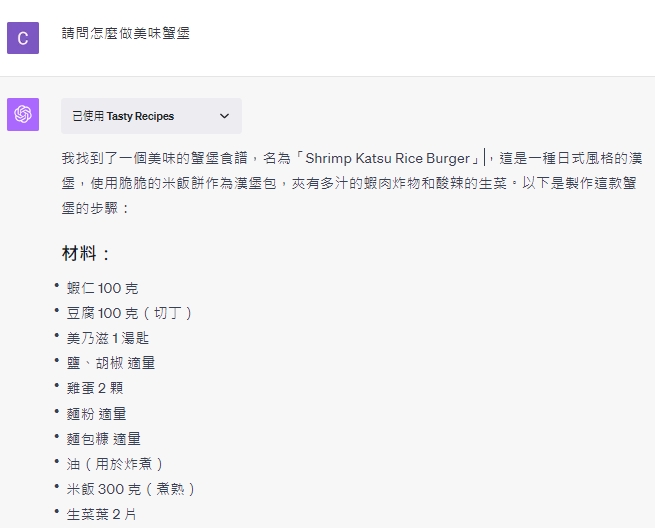 C
請問怎麼做美味蟹堡
已使用 Tasty Recipes
我找到了一個美味的蟹堡食譜，名為「Shrimp Katsu Rice Burger」，這是一種日式風格的漢
堡，使用脆脆的米飯餅作為漢堡包，夾有多汁的蝦肉炸物和酸辣的生菜。以下是製作這款蟹
堡的步驟：
材料：
• 蝦仁 100 克
• 豆腐 100 克（切丁）
• 美乃滋 1 湯匙
• 鹽、胡椒 適量
• 雞蛋 2 顆
• 麵粉 適量
• 麵包糠 適量
• 油（用於炸煮）
• 米飯 300 克（煮熟）
• 生菜葉 2 片